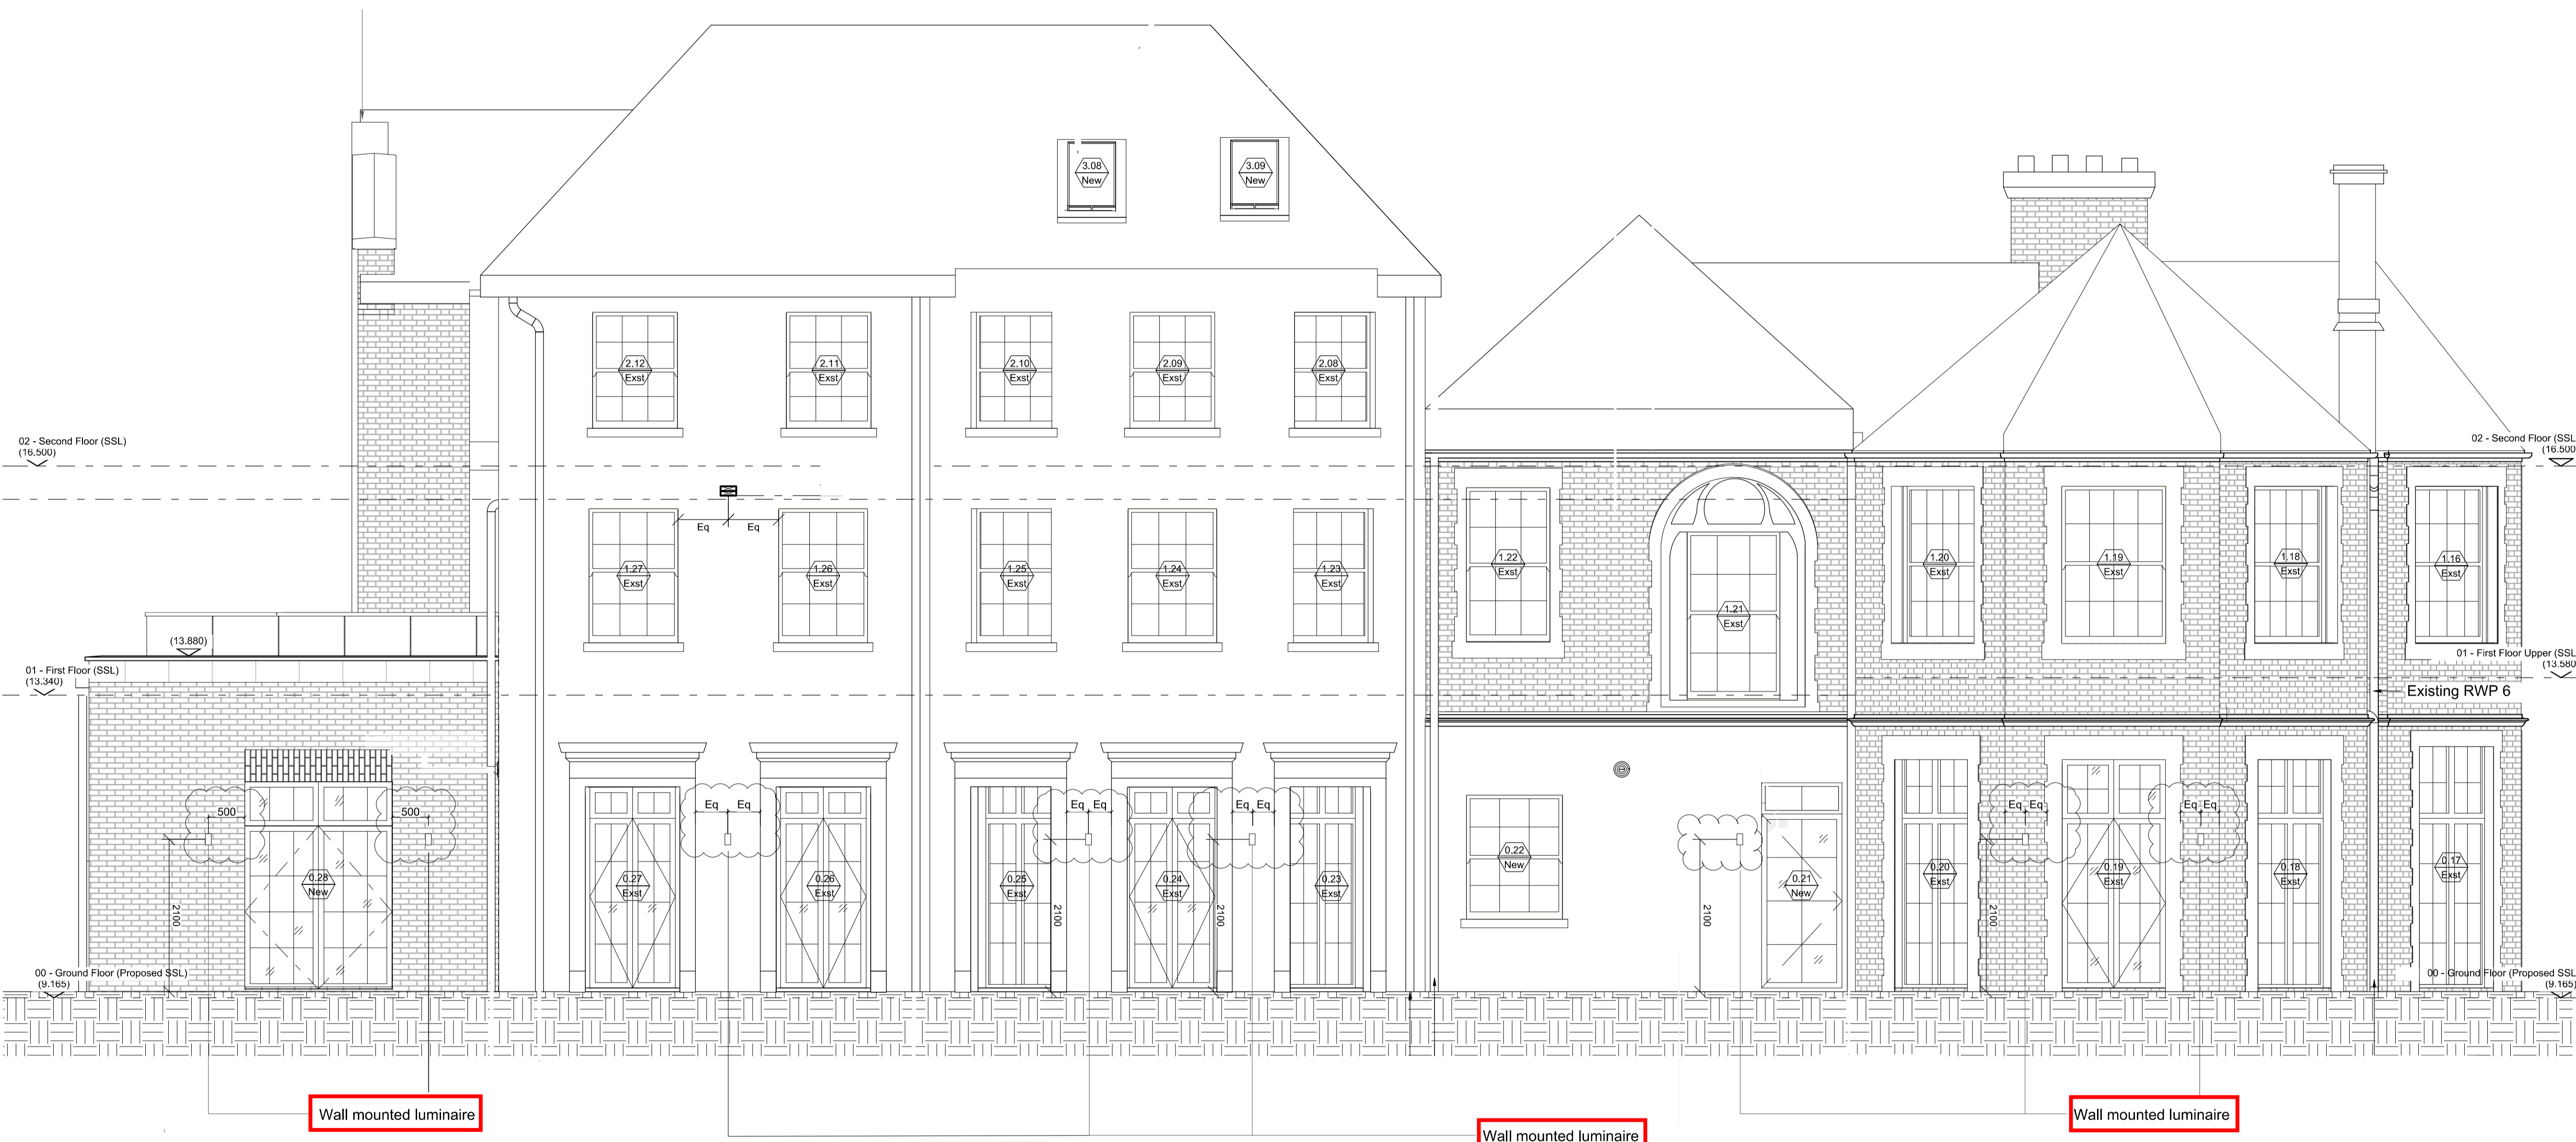 3.08
New
3.09
New
2.12
Exst
2.11
Exst
2.10
Exst
2.09
Exst
2.08
Exst
02 - Second Floor (SSL)
(16.500)
02 - Second Floor (SSL
(16.500)
Eq
Eq
1.27
Exst
1.26
Exst
1.25
Exst
1.24
Exst
1.23
Exst
1.22
Exst
1.21
Exst
1.20
Exst
1.19
Exst
1.18
Exst
1.16
Exst
(13.880)
01 - First Floor (SSL)
(13.340)
01 - First Floor Upper (SSL
(13.580)
Existing RWP 6
500
500
Eq
Eq
Eq
Eq
Eq
Eq
Eq
Eq
Eq
Eq
0.28
New
0.27
Exst
0.26
Exst
0.25
Exst
0.24
Exst
0.23
Exst
0.22
New
0.21
New
0.20
Exst
0.19
Exst
0.18
Exst
0.17
Exst
2100
2100
2100
2100
2100
00 - Ground Floor (Proposed SSL)
(9.165)
00 - Ground Floor (Proposed SSL
(9.165)
Wall mounted luminaire
Wall mounted luminaire
Wall mounted luminaire